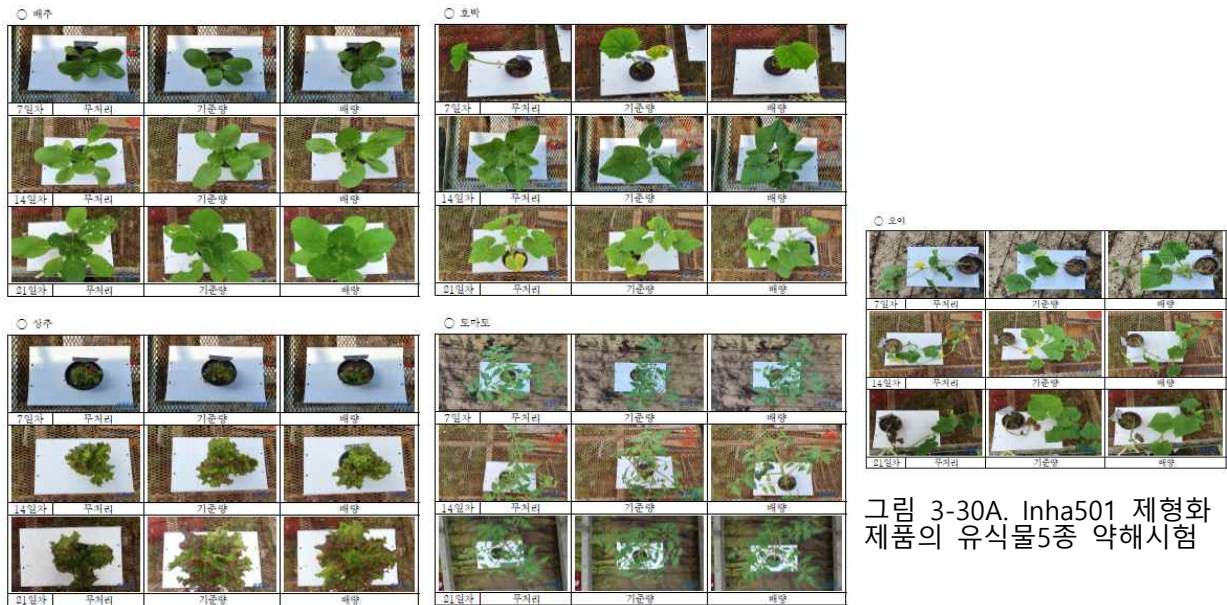 ○ 배추
7일차 무처리 기준량 배량
14일차 무처리 기준량 배량
21일차 무처리 기준량 배량
○ 호박
7일차 무처리 기준량 배량
14일차 무처리 기준량 배량
21일차 무처리 기준량 배량
○ 상추
7일차 무처리 기준량 배량
14일차 무처리 기준량 배량
21일차 무처리 기준량 배량
○ 토마토
7일차 무처리 기준량 배량
14일차 무처리 기준량 배량
21일차 무처리 기준량 배량
○ 오이
7일차 무처리 기준량 배량
14일차 무처리 기준량 배량
21일차 무처리 기준량 배량
그림 3-30A. Inha501 제형화
제품의 유식물5종 약해시험